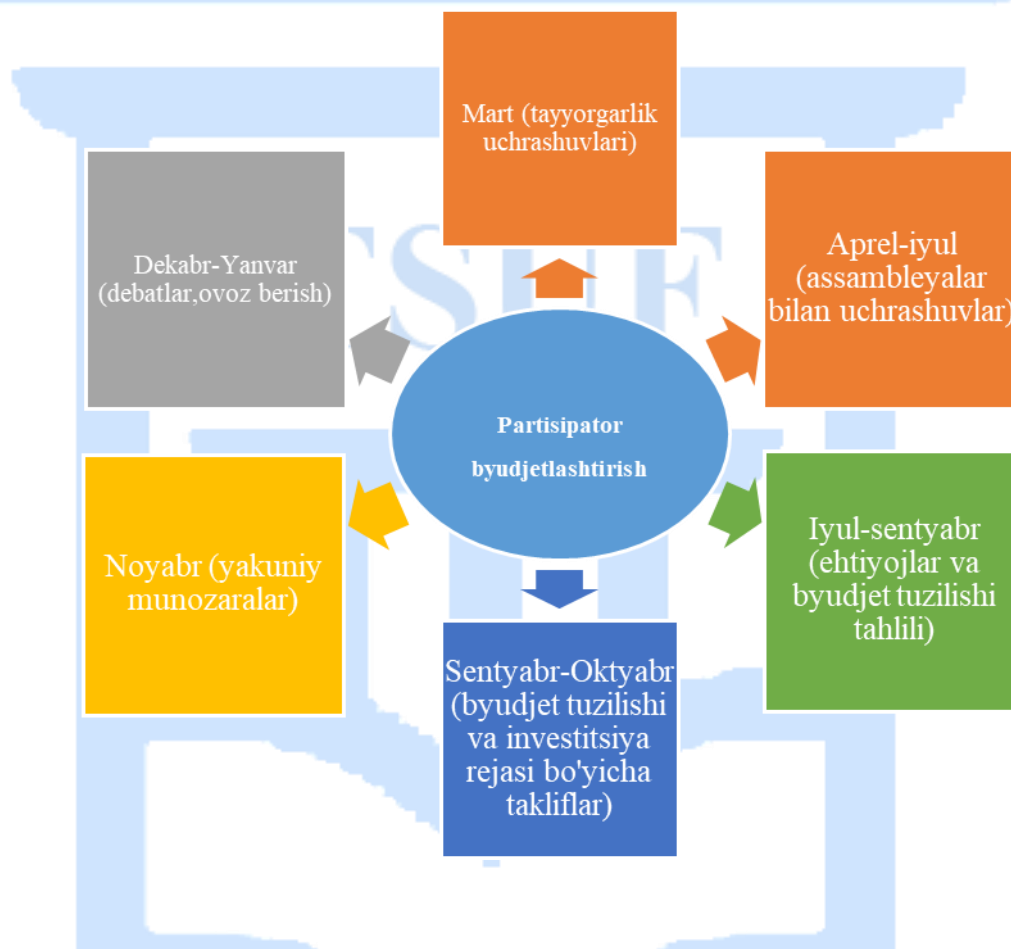 Mart (tayyorgarlik
uchrashuvlari)
Aprel-iyul
(assambleyalar
bilan uchrashuvlar)
Iyul-sentyabr
(ehtiyojlar va
byudjet tuzilishi
tahlili)
Sentyabr-Oktyabr
(byudjet tuzilishi
va investitsiya
rejasi bo'yicha
takliflar)
Noyabr (yakuniy
munozaralar)
Dekabr-Yanvar
(debatlar,ovoz berish)
Partisipator
byudjetlashtirish